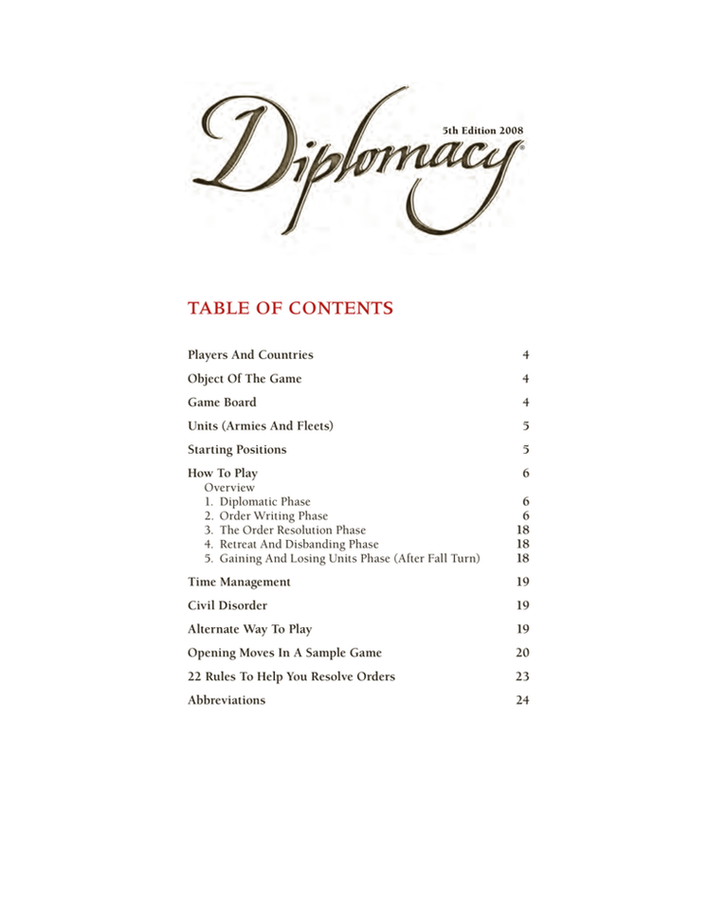 Diplomacy®
5th Edition 2008
TABLE OF CONTENTS
Players And Countries 4
Object Of The Game 4
Game Board 4
Units (Armies And Fleets) 5
Starting Positions 5
How To Play 6
Overview
1. Diplomatic Phase 6
2. Order Writing Phase 6
3. The Order Resolution Phase 18
4. Retreat And Disbanding Phase 18
5. Gaining And Losing Units Phase (After Fall Turn) 18
Time Management 19
Civil Disorder 19
Alternate Way To Play 19
Opening Moves In A Sample Game 20
22 Rules To Help You Resolve Orders 23
Abbreviations 24